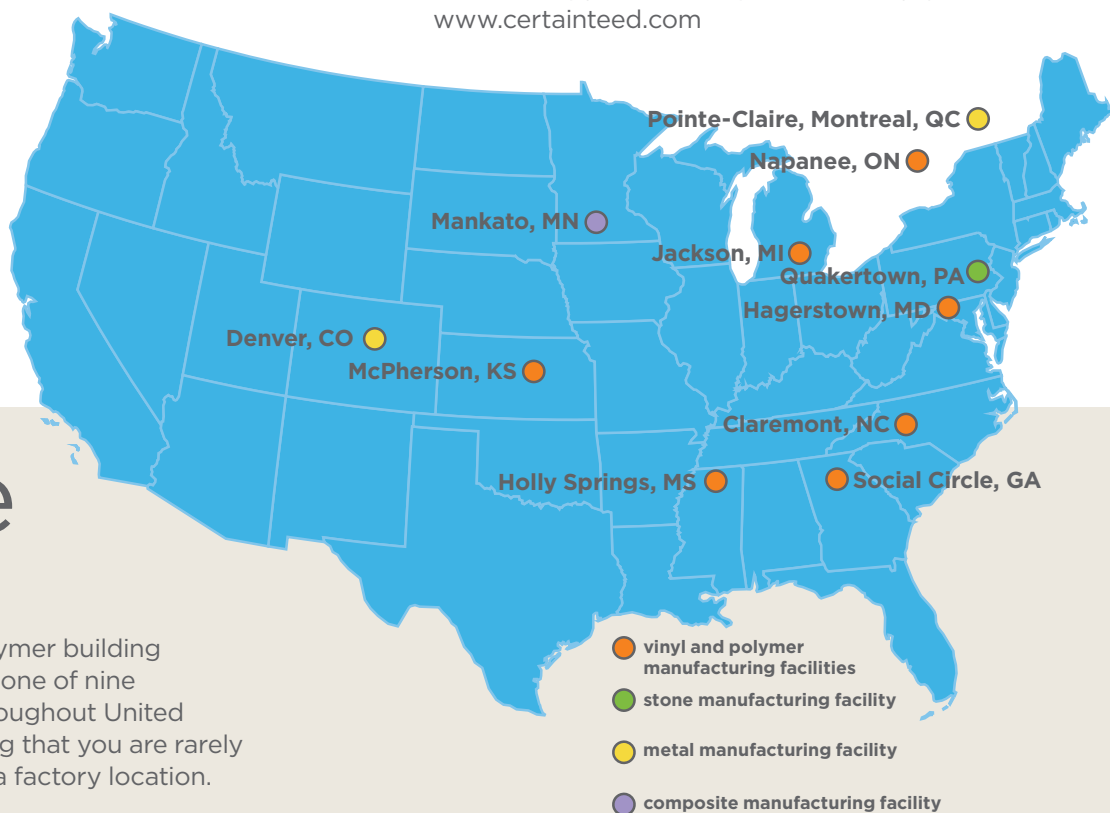 www.certainteed.com
Pointe-Claire, Montreal, QC
Napanee, ON
Mankato, MN
Jackson, MI
Quakertown, PA
Hagerstown, MD
Denver, CO
McPherson, KS
Claremont, NC
Holly Springs, MS
Social Circle, GA
e
ymer building
one of nine
oughout United
g that you are rarely
a factory location.
vinyl and polymer
manufacturing facilities
stone manufacturing facility
metal manufacturing facility
composite manufacturing facility